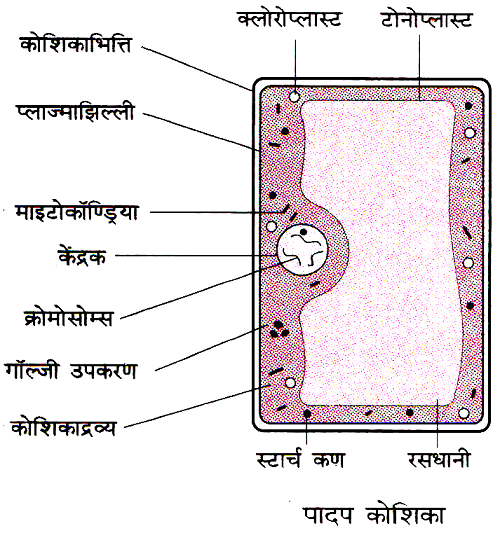 क्लोरोप्लास्ट टोनोप्लास्ट
कोशिकाभित्ति
प्लाज्माझिल्ली
माइटोकॉण्ड्रिया
केंद्रक
क्रोमोसोम्स
गॉल्जी उपकरण
कोशिकाद्रव्य
स्टार्च कण रसधानी
पादप कोशिका